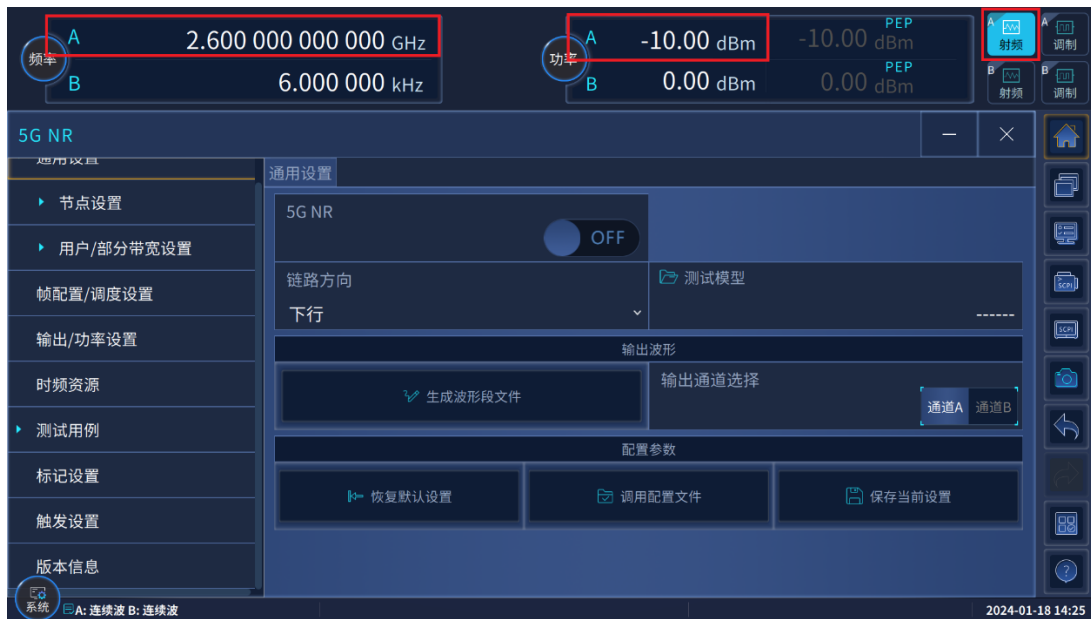 频率
A 2.600 000 000 000 GHz
B 6.000 000 kHz
功率
A -10.00 dBm
PEP
-10.00 dBm
B 0.00 dBm
PEP
0.00 dBm
A 射频
A 调制
B 射频
B 调制
5G NR
通用设置
节点设置
用户/部分带宽设置
帧配置/调度设置
输出/功率设置
时频资源
测试用例
标记设置
触发设置
版本信息
通用设置
5G NR
OFF
链路方向
下行
测试模型
------
输出波形
生成波形段文件
输出通道选择
通道A 通道B
配置参数
恢复默认设置
调用配置文件
保存当前设置
SCPI
SCPI
系统
A: 连续波 B: 连续波
2024-01-18 14:25